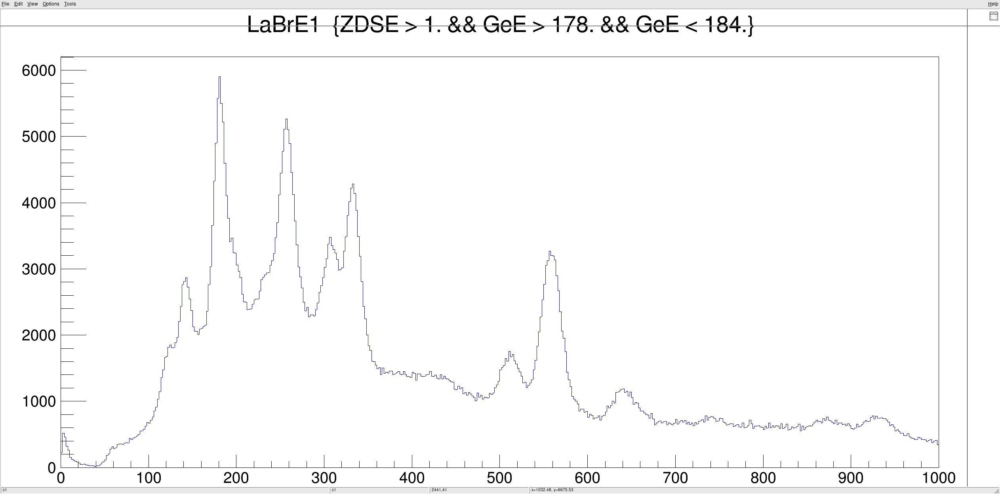 File Edit View Options Tools Help
LaBrE1 {ZDSE > 1. && GeE > 178. && GeE < 184.}
6000
5000
4000
3000
2000
1000
0
0 100 200 300 400 500 600 700 800 900 1000
c1 c1 2441,41 x=1032.48, y=6675.53